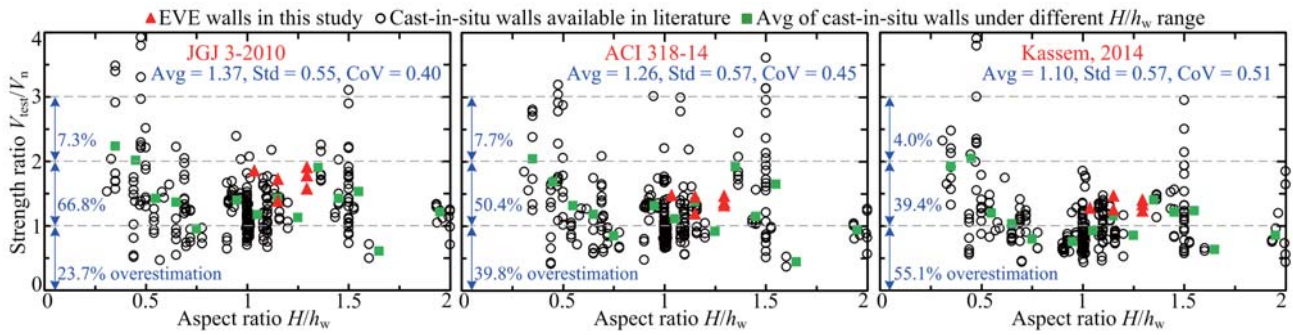 EVE walls in this study Cast-in-situ walls available in literature Avg of cast-in-situ walls under different H/hw range
Strength ratio Vtest/Vn
4
3
2
1
0
JGJ 3-2010
Avg = 1.37, Std = 0.55, CoV = 0.40
7.3%
66.8%
23.7% overestimation
0.5 1 1.5 2
Aspect ratio H/hw
ACI 318-14
Avg = 1.26, Std = 0.57, CoV = 0.45
7.7%
50.4%
39.8% overestimation
0 0.5 1 1.5 2
Aspect ratio H/hw
Kassem, 2014
Avg = 1.10, Std = 0.57, CoV = 0.51
4.0%
39.4%
55.1% overestimation
0 0.5 1 1.5 2
Aspect ratio H/hw